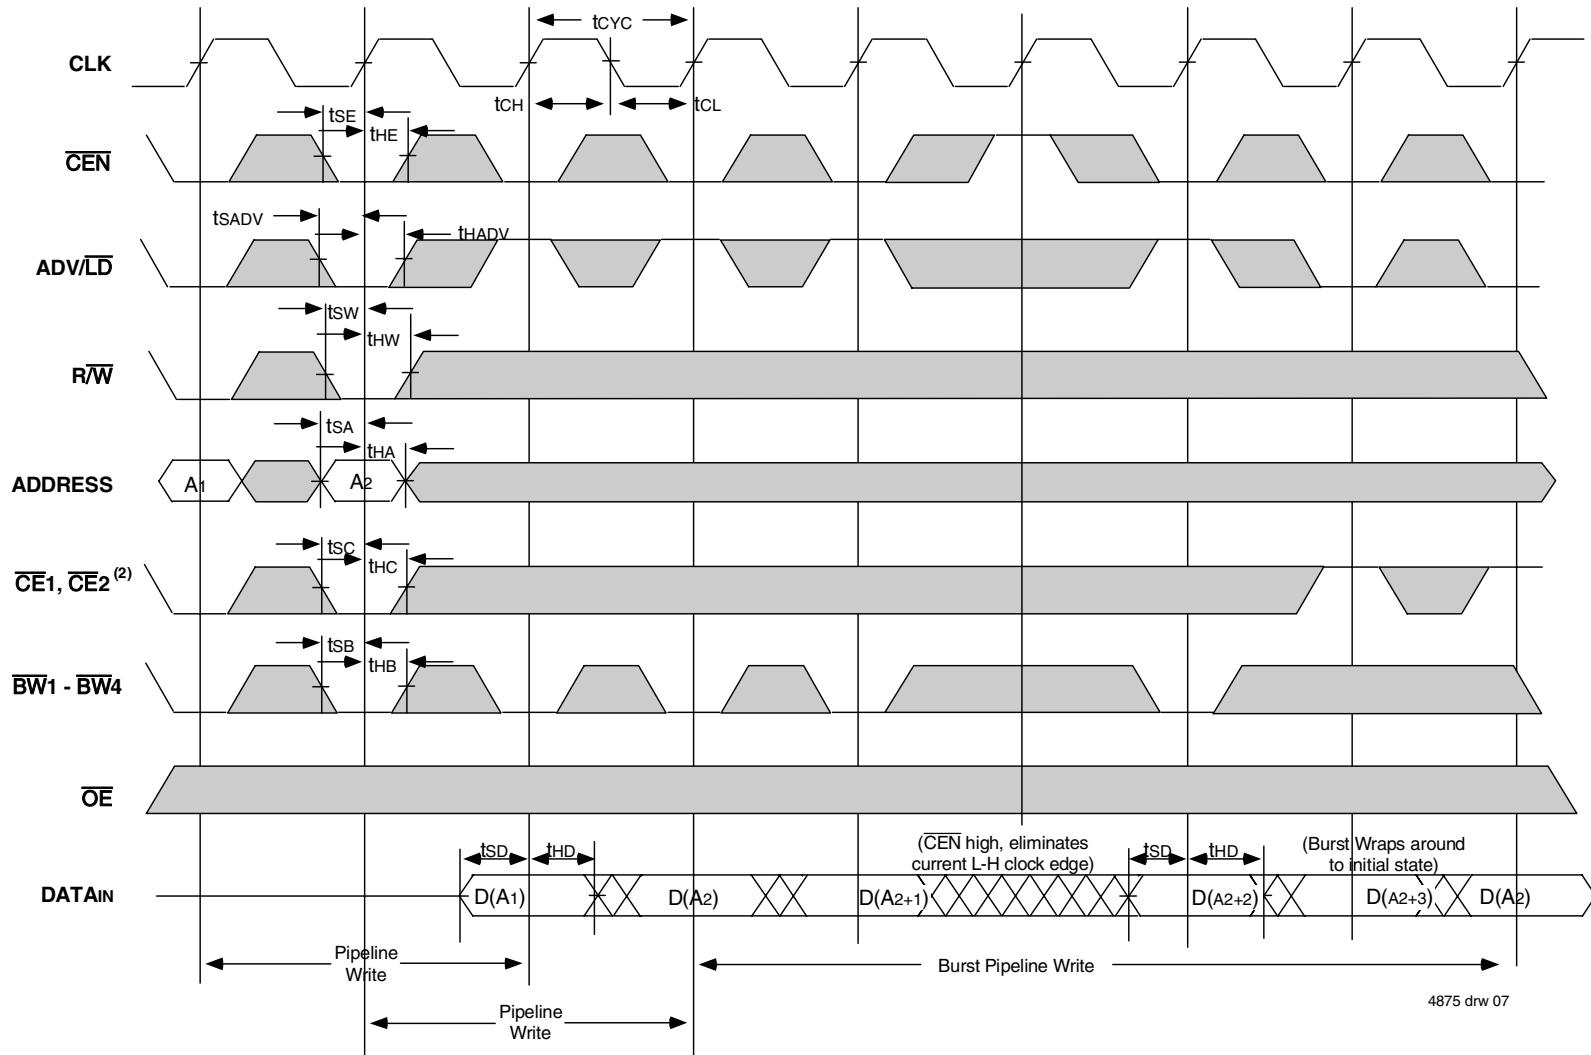 tCYC
CLK
tCH
tCL
tSE
tHE
CEN
tSADV
tHADV
ADV/LD
tSW
tHW
R/W
tSA
tHA
ADDRESS
A1
A2
tSC
tHC
CE1, CE2 (2)
tSB
tHB
BW1 - BW4
OE
(CEN high, eliminates
current L-H clock edge)
(Burst Wraps around
to initial state)
tSD
tHD
tSD
tHD
DATAIN
D(A1)
D(A2)
D(A2+1)
D(A2+2)
D(A2+3)
D(A2)
Pipeline
Write
Burst Pipeline Write
4875 drw 07
Pipeline
Write